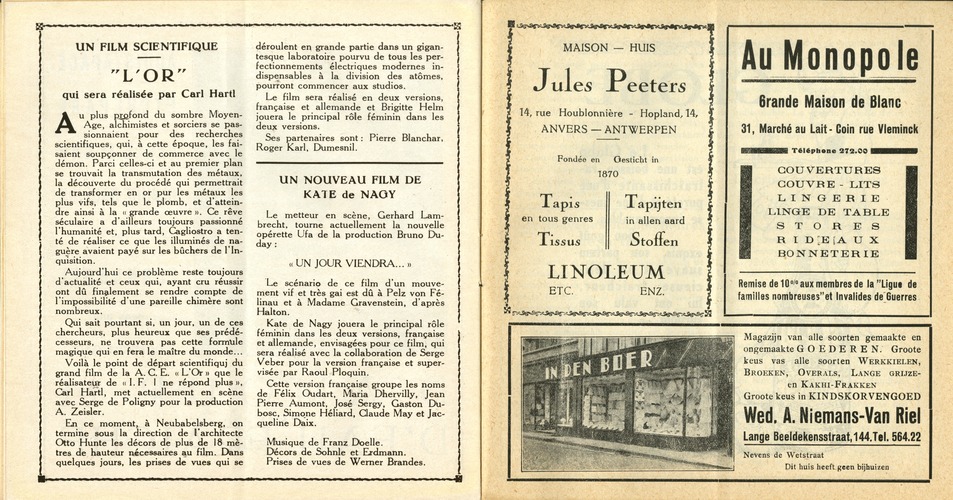 UN FILM SCIENTIFIQUE
"L'OR"
qui sera réalisée par Carl Hartl
Au plus profond du sombre Moyen-
Age, alchimistes et sorciers se pas-
sionnaient pour des recherches
scientifiques, qui, à cette époque, les fai-
saient soupçonner de commerce avec le
démon. Parci celles-ci et au premier plan
se trouvait la transmutation des métaux,
la découverte du procédé qui permettrait
de transformer en or pur les métaux les
plus vifs, tels que le plomb, et d'attein-
dre ainsi à la « grande œuvre ». Ce rêve
séculaire a d'ailleurs toujours passionné
l'humanité et, plus tard, Cagliostro a ten-
té de réaliser ce que les illuminés de na-
guère avaient payé sur les bûchers de l'In-
quisition.
Aujourd'hui ce problème reste toujours
d'actualité et ceux qui, ayant cru réussir
ont dû finalement se rendre compte de
l'impossibilité d'une pareille chimère sont
nombreux.
Qui sait pourtant si, un jour, un de ces
chercheurs, plus heureux que ses prédé-
cesseurs, ne trouvera pas cette formule
magique qui en fera le maître du monde...
Voilà le point de départ scientifiquj du
grand film de la A. C. E. « L'Or » que le
réalisateur de « I. F. 1 ne répond plus »,
Carl Hartl, met actuellement en scène
avec Serge de Poligny pour la production
A. Zeisler.
En ce moment, à Neubabelsberg, on
termine sous la direction de l'architecte
Otto Hunte les décors de plus de 18 mè-
tres de hauteur nécessaires au film. Dans
quelques jours, les prises de vues qui se
déroulent en grande partie dans un gigan-
tesque laboratoire pourvu de tous les per-
fectionnements électriques modernes in-
dispensables à la division des atômes,
pourront commencer aux studios.
Le film sera réalisé en deux versions,
française et allemande et Brigitte Helm
jouera le principal rôle féminin dans les
deux versions.
Ses partenaires sont : Pierre Blanchar,
Roger Karl, Dumesnil.
UN NOUVEAU FILM DE
KATE de NAGY
Le metteur en scène, Gerhard Lam-
brecht, tourne actuellement la nouvelle
opérette Ufa de la production Bruno Du-
day :
« UN JOUR VIENDRA... »
Le scénario de ce film d'un mouve-
ment vif et très gai est dû à Pelz von Fé-
linau et à Madame Gravenstein, d'après
Halton.
Kate de Nagy jouera le principal rôle
féminin dans les deux versions, française
et allemande, envisagées pour ce film, qui
sera réalisé avec la collaboration de Serge
Veber pour la version française et super-
visée par Raoul Ploquin.
Cette version française groupe les noms
de Félix Oudart, Maria Dhervilly, Jean
Pierre Aumont, José Sergy, Gaston Du-
bosc, Simone Héliard, Claude May et Jac-
queline Daix.
Musique de Franz Doelle.
Décors de Sohnle et Erdmann.
Prises de vues de Werner Brandes.
MAISON — HUIS
Jules Peeters
14, rue Houblonnière - Hopland, 14,
ANVERS — ANTWERPEN
Fondée en Gesticht in
1870
Tapis Tapijten
en tous genres in allen aard
Tissus Stoffen
LINOLEUM
ETC. ENZ.
Au Monopole
Grande Maison de Blanc
31, Marché au Lait - Coin rue Vleminck
Téléphone 272.00
COUVERTURES
COUVRE - LITS
LINGERIE
LINGE DE TABLE
STORES
RIDEAUX
BONNETERIE
Remise de 10 % aux membres de la "Ligue de
familles nombreuses" et Invalides de Guerres
IN DEN BOER
Magazijn van alle soorten gemaakte en
ongemaakte GOEDEREN. Groote
keus vas alle soorten WERKKIELEN,
BROEKEN, OVERALS, LANGE GRIJZE-
en KAKHI-FRAKKEN
Groote keus in KINDSKORVENGOED
Wed. A. Niemans-Van Riel
Lange Beeldekensstraat, 144. Tel. 564.22
Nevens de Wetstraat
Dit huis heeft geen bijhuizen